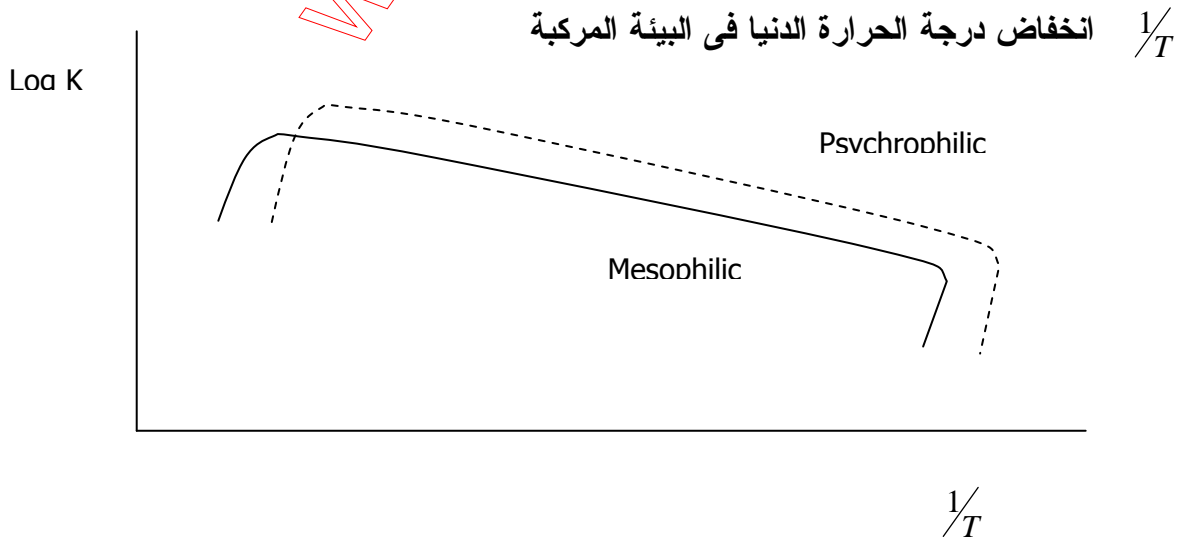 انخفاض درجة الحرارة الدنيا فى البيئة المركبة 1/T
Log K
Psychrophilic
Mesophilic
1/T